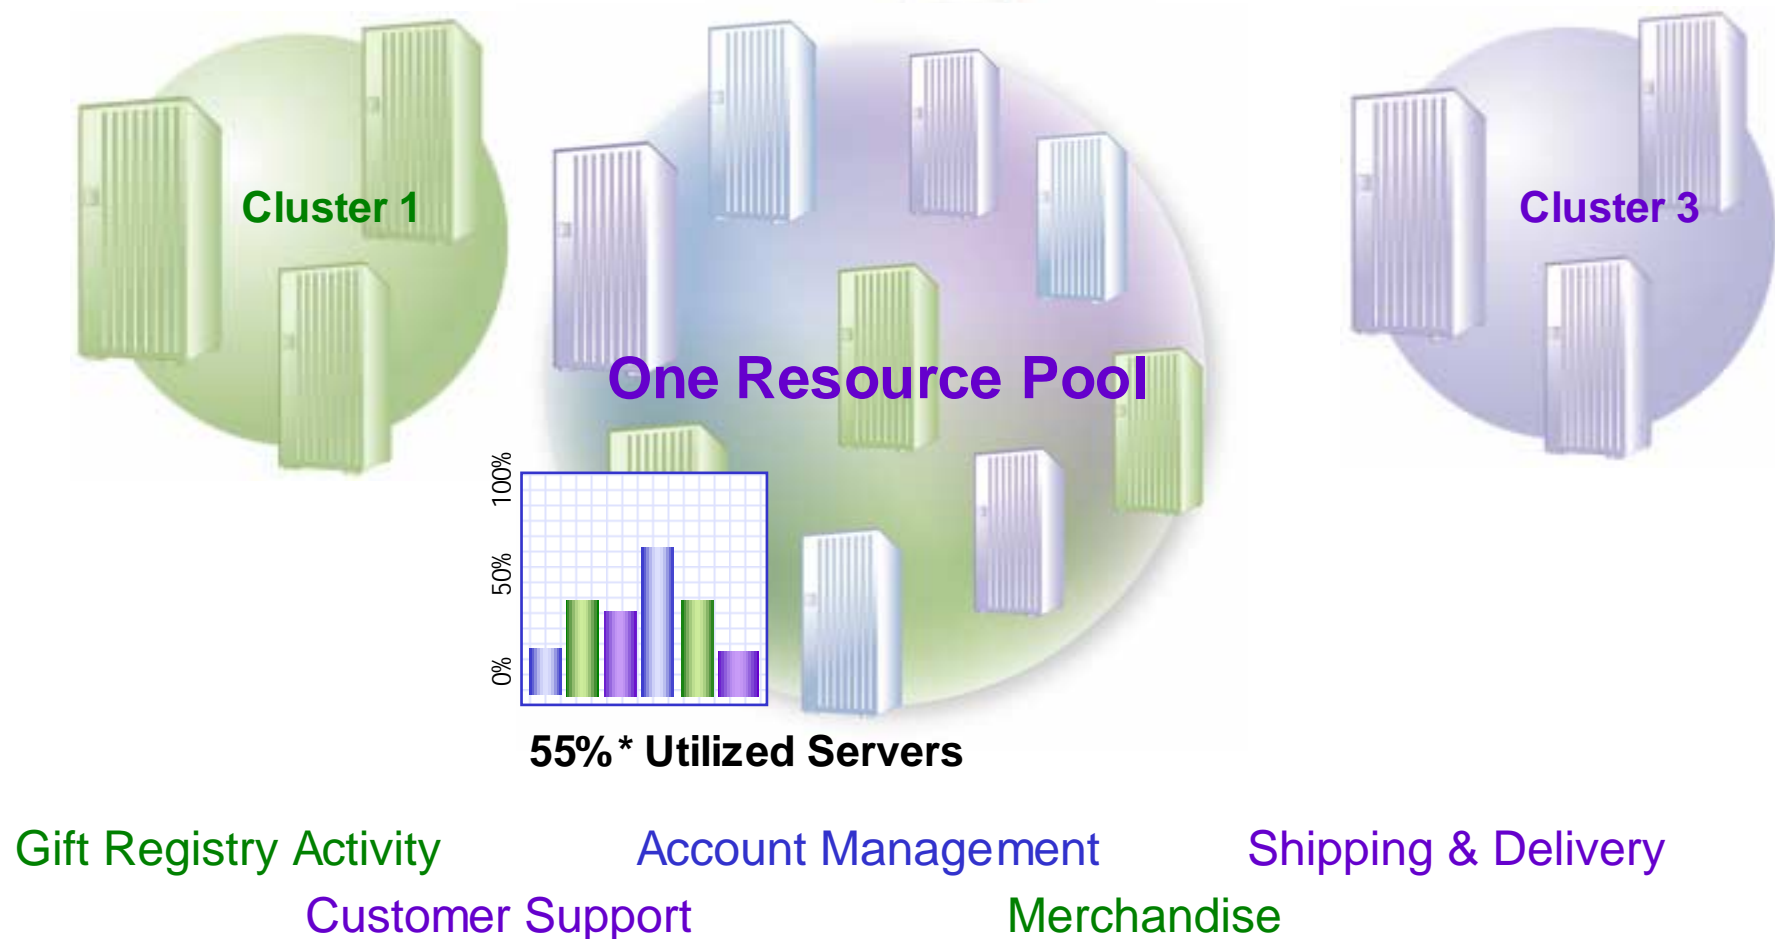 Cluster 1
Cluster 3
One Resource Pool
100%
50%
0%
55%* Utilized Servers
Gift Registry Activity
Account Management
Shipping & Delivery
Customer Support
Merchandise